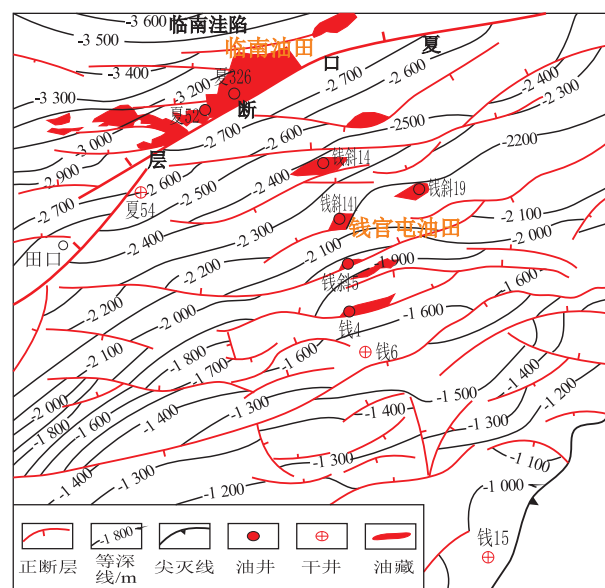 -3 600
临南洼陷
-3 500
临南油田
夏
口
-3 400
-2 700
-2 600
-2 400
-3 300
-3 200
夏326
-2 300
夏52
断
-2 700
-2500
-3 000
-2 600
-2200
层
-2 900
-2 600
-2 500
-2 400
钱斜14
钱斜19
-2 700
夏54
钱斜141
-2 100
钱官屯油田
田口
-2 400
-2 300
-2 100
-2 000
-2 200
-1 900
钱斜5
-2 200
-2 000
-1 600
钱4
-2 100
-1 800
-1 600
钱6
-1 700
-1 400
-1 500
-1 200
-2 000
-1 800
-1 600
-1 400
-1 300
-1 400
-1 300
-1 400
-1 300
-1 300
-1 100
-1 200
-1 000
钱15
-1 800
正断层
等深线/m
尖灭线
油井
干井
油藏